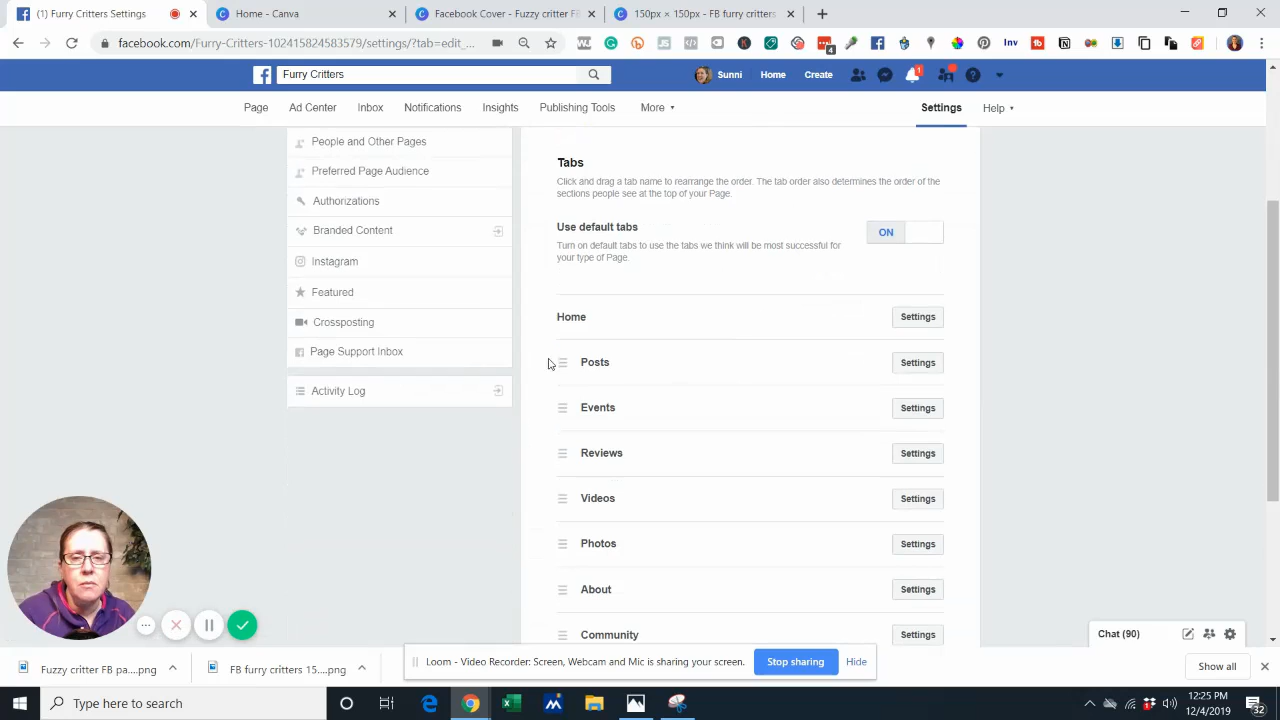 (1) Furry Critters Settings
Home - Canva
Facebook Cover - Fuzzy critter FB
150px × 150px - FB furry critters
facebook.com/Furry-Critters-102415824583579/settings/?tab=edit_...
4
Inv
Furry Critters
Sunni
Home
Create
1
Page
Ad Center
Inbox
Notifications
Insights
Publishing Tools
More
Settings
Help
People and Other Pages
Preferred Page Audience
Authorizations
Branded Content
Instagram
Featured
Crossposting
Page Support Inbox
Activity Log
Tabs
Click and drag a tab name to rearrange the order. The tab order also determines the order of the
sections people see at the top of your Page.
Use default tabs
ON
Turn on default tabs to use the tabs we think will be most successful for
your type of Page.
Home
Settings
Posts
Settings
Events
Settings
Reviews
Settings
Videos
Settings
Photos
Settings
About
Settings
Community
Settings
Chat (90)
Loom - Video Recorder: Screen, Webcam and Mic is sharing your screen.
Stop sharing
Hide
Fuzzy critter FB co....png
FB furry critters 15....png
Show all
Type here to search
12:25 PM
12/4/2019
32